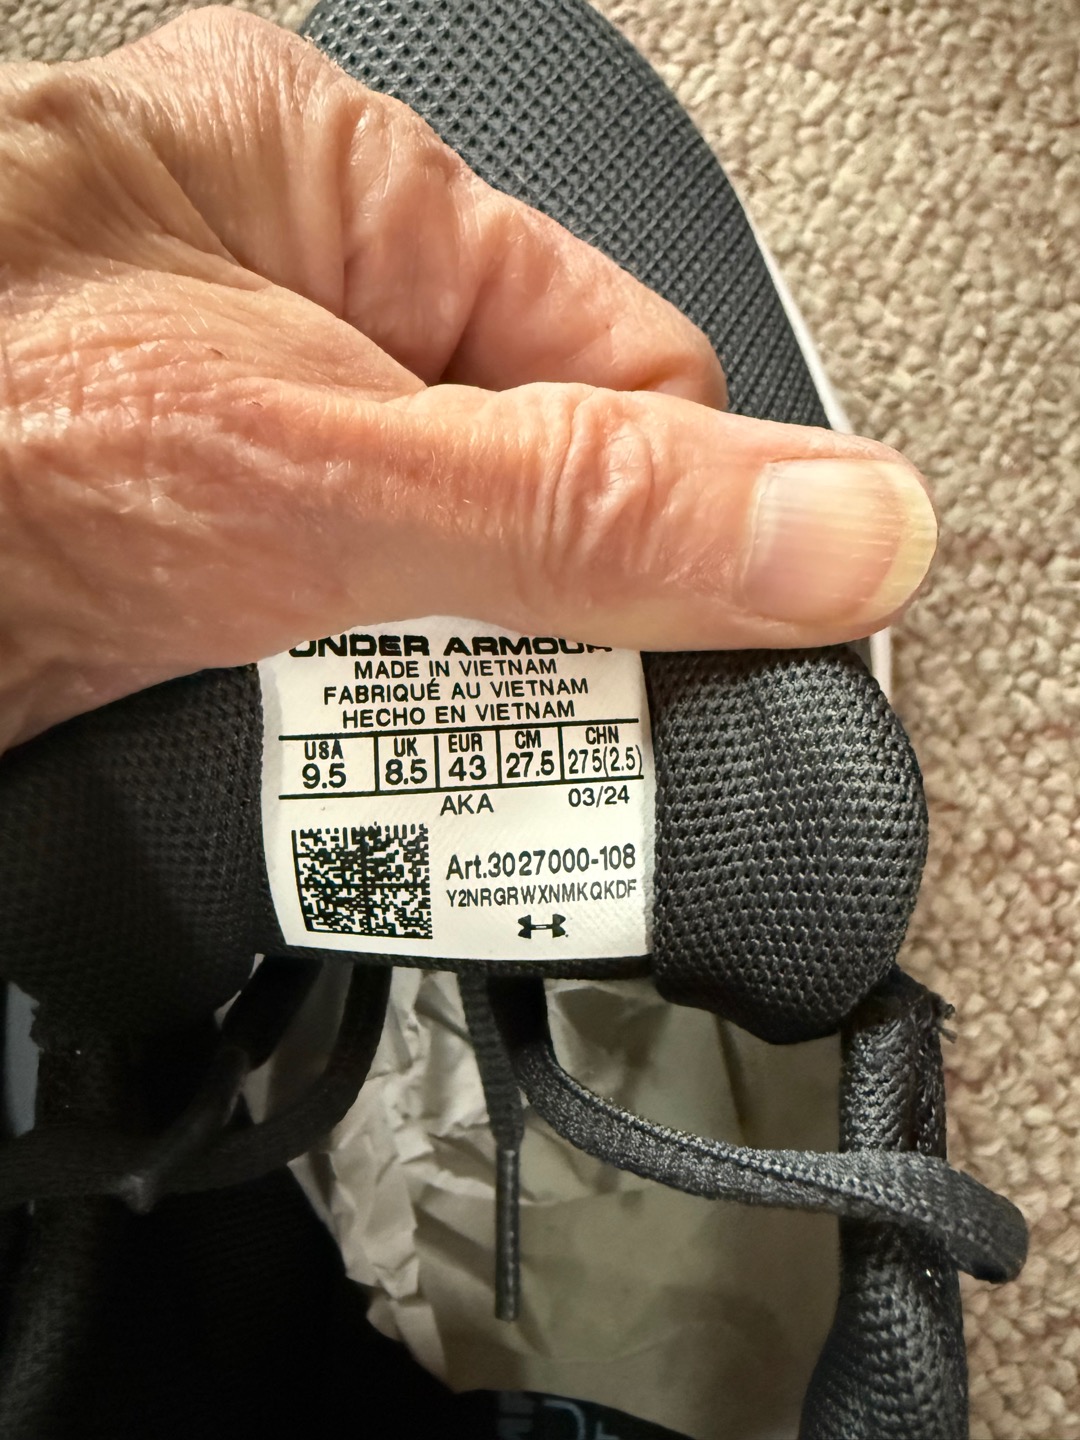 UNDER ARMOUR
MADE IN VIETNAM
FABRIQUÉ AU VIETNAM
HECHO EN VIETNAM
USA UK EUR CM CHN
9.5 8.5 43 27.5 275(2.5)
AKA 03/24
Art.3027000-108
Y2NRGRWXNMKQKDF